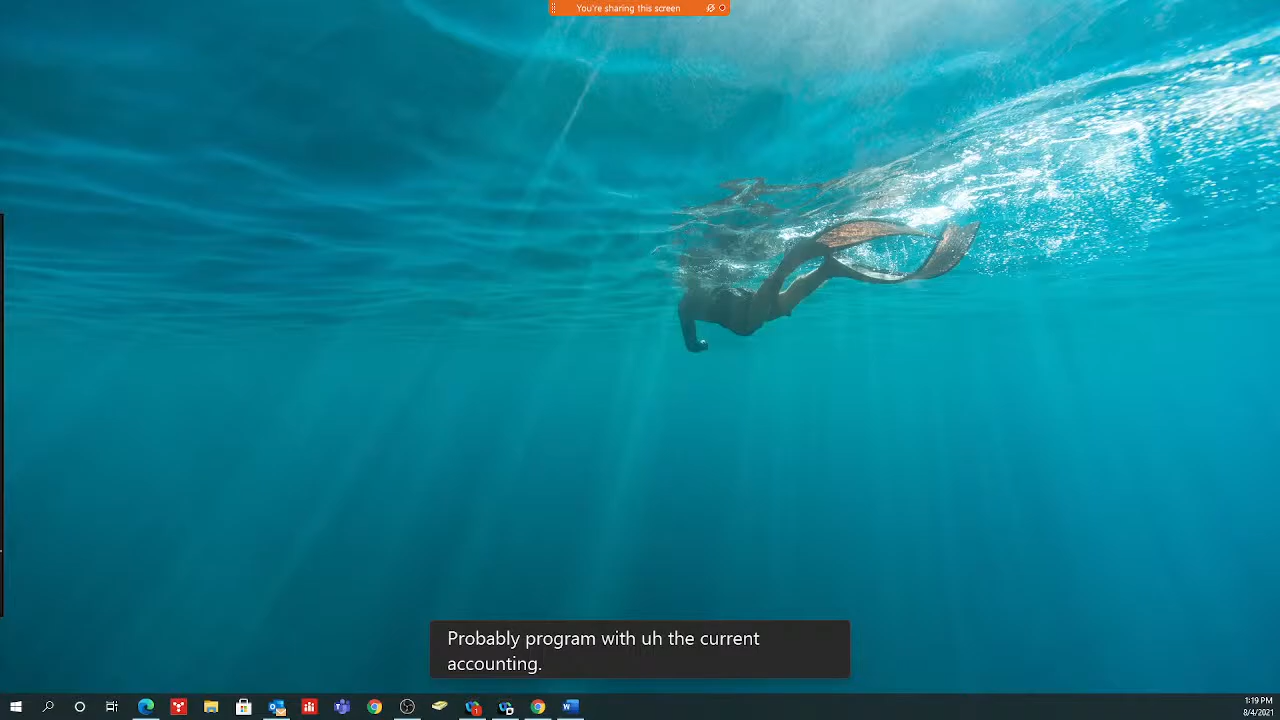 You're sharing this screen
Probably program with uh the current
accounting.
1:19 PM
8/4/2021